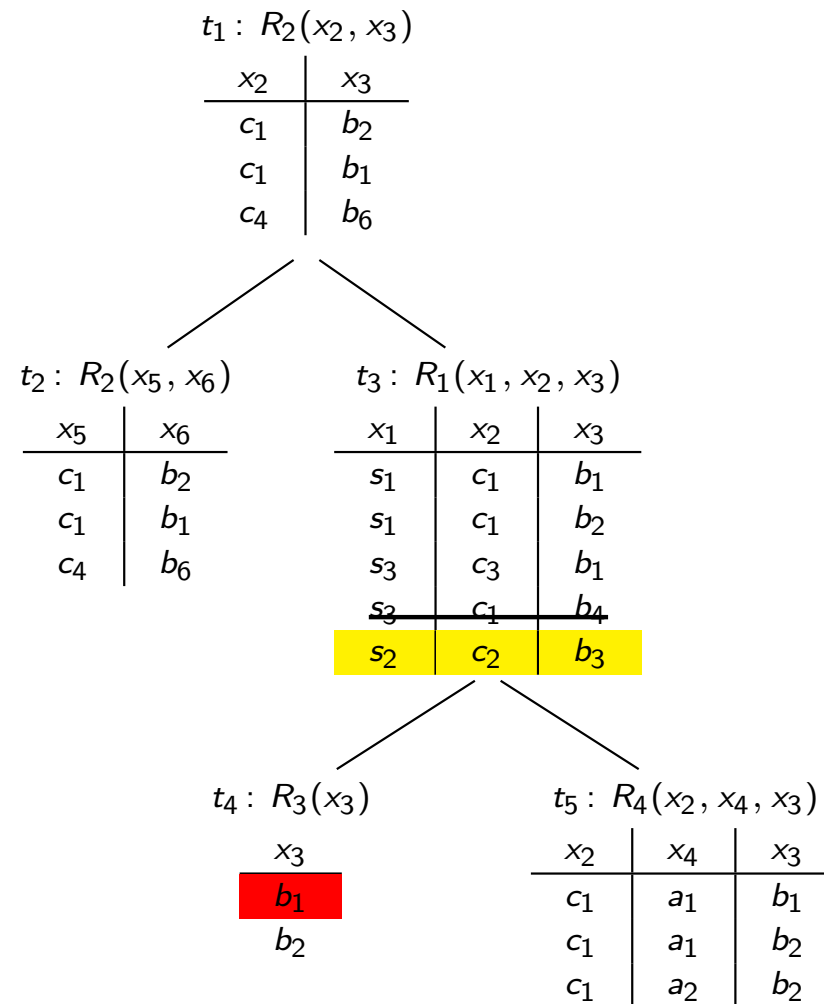 t₁ : R₂(x₂, x₃)
x₂ x₃
c₁ b₂
c₁ b₁
c₄ b₆
t₂ : R₂(x₅, x₆)
x₅ x₆
c₁ b₂
c₁ b₁
c₄ b₆
t₃ : R₁(x₁, x₂, x₃)
x₁ x₂ x₃
s₁ c₁ b₁
s₁ c₁ b₂
s₃ c₃ b₁
s₃ c₁ b₄
s₂ c₂ b₃
t₄ : R₃(x₃)
x₃
b₁
b₂
t₅ : R₄(x₂, x₄, x₃)
x₂ x₄ x₃
c₁ a₁ b₁
c₁ a₁ b₂
c₁ a₂ b₂